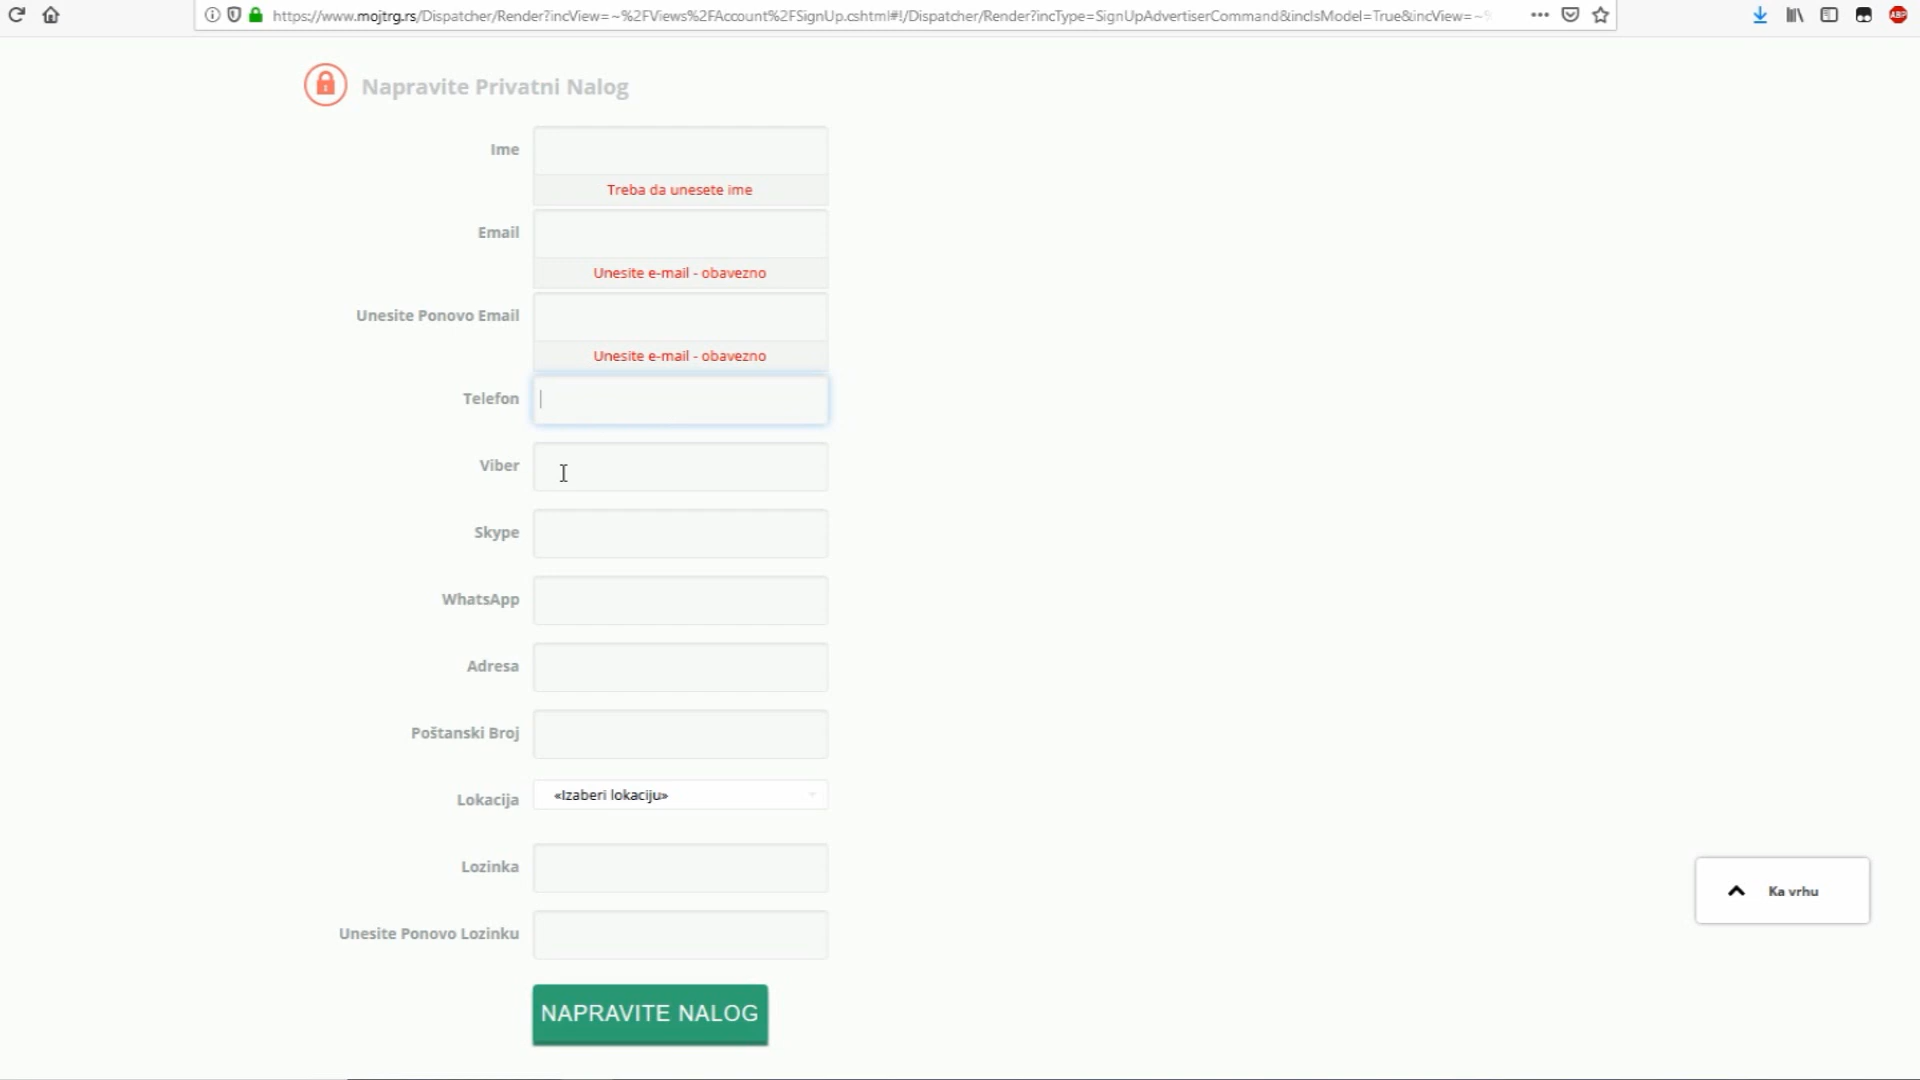 https://www.mojtrg.rs/Dispatcher/Render?incView=~%2FViews%2FAccount%2FSignUp.cshtml#!/Dispatcher/Render?incType=SignUpAdvertiserCommand&incIsModel=True&incView=~%
ABP
Napravite Privatni Nalog
Ime
Treba da unesete ime
Email
Unesite e-mail - obavezno
Unesite Ponovo Email
Unesite e-mail - obavezno
Telefon
Viber
Skype
WhatsApp
Adresa
Poštanski Broj
Lokacija «Izaberi lokaciju»
Lozinka
Ka vrhu
Unesite Ponovo Lozinku
NAPRAVITE NALOG